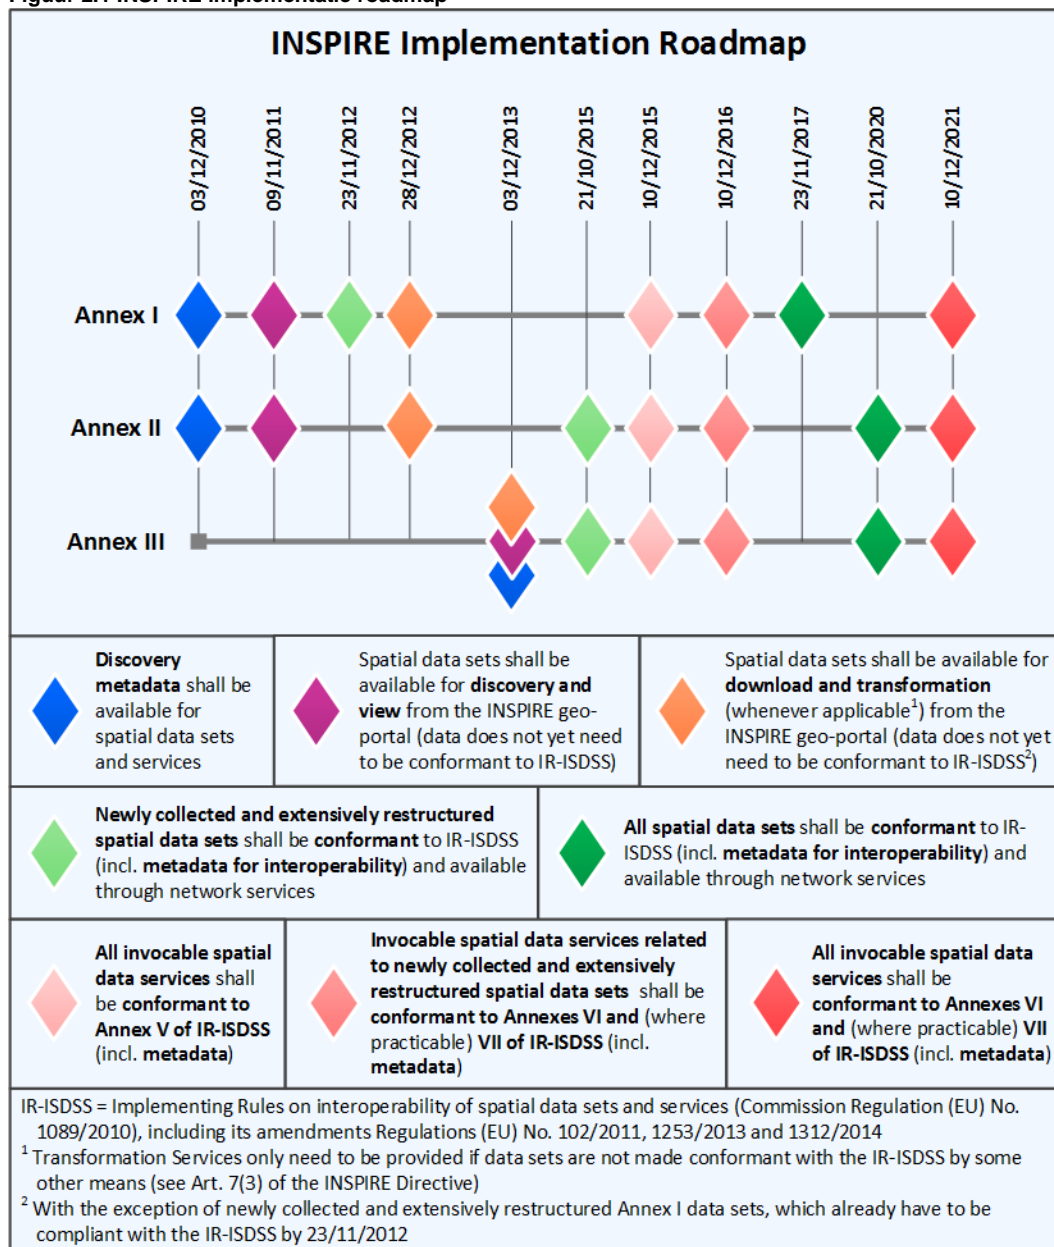 Figuur 2.1 INSPIRE implementatie roadmap
INSPIRE Implementation Roadmap
03/12/2010
09/11/2011
23/11/2012
28/12/2012
03/12/2013
21/10/2015
10/12/2015
10/12/2016
23/11/2017
21/10/2020
10/12/2021
Annex I
Annex II
Annex III
Discovery
metadata shall be
available for
spatial data sets
and services
Spatial data sets shall be
available for discovery and
view from the INSPIRE geo-
portal (data does not yet need
to be conformant to IR-ISDSS)
Spatial data sets shall be available for
download and transformation
(whenever applicable¹) from the
INSPIRE geo-portal (data does not yet
need to be conformant to IR-ISDSS²)
Newly collected and extensively restructured
spatial data sets shall be conformant to IR-ISDSS
(incl. metadata for interoperability) and available
through network services
All spatial data sets shall be conformant to IR-
ISDSS (incl. metadata for interoperability) and
available through network services
All invocable spatial
data services shall
be conformant to
Annex V of IR-ISDSS
(incl. metadata)
Invocable spatial data services related
to newly collected and extensively
restructured spatial data sets shall be
conformant to Annexes VI and (where
practicable) VII of IR-ISDSS (incl.
metadata)
All invocable spatial data
services shall be
conformant to Annexes VI
and (where practicable) VII
of IR-ISDSS (incl. metadata)
IR-ISDSS = Implementing Rules on interoperability of spatial data sets and services (Commission Regulation (EU) No.
1089/2010), including its amendments Regulations (EU) No. 102/2011, 1253/2013 and 1312/2014
¹ Transformation Services only need to be provided if data sets are not made conformant with the IR-ISDSS by some
other means (see Art. 7(3) of the INSPIRE Directive)
² With the exception of newly collected and extensively restructured Annex I data sets, which already have to be
compliant with the IR-ISDSS by 23/11/2012